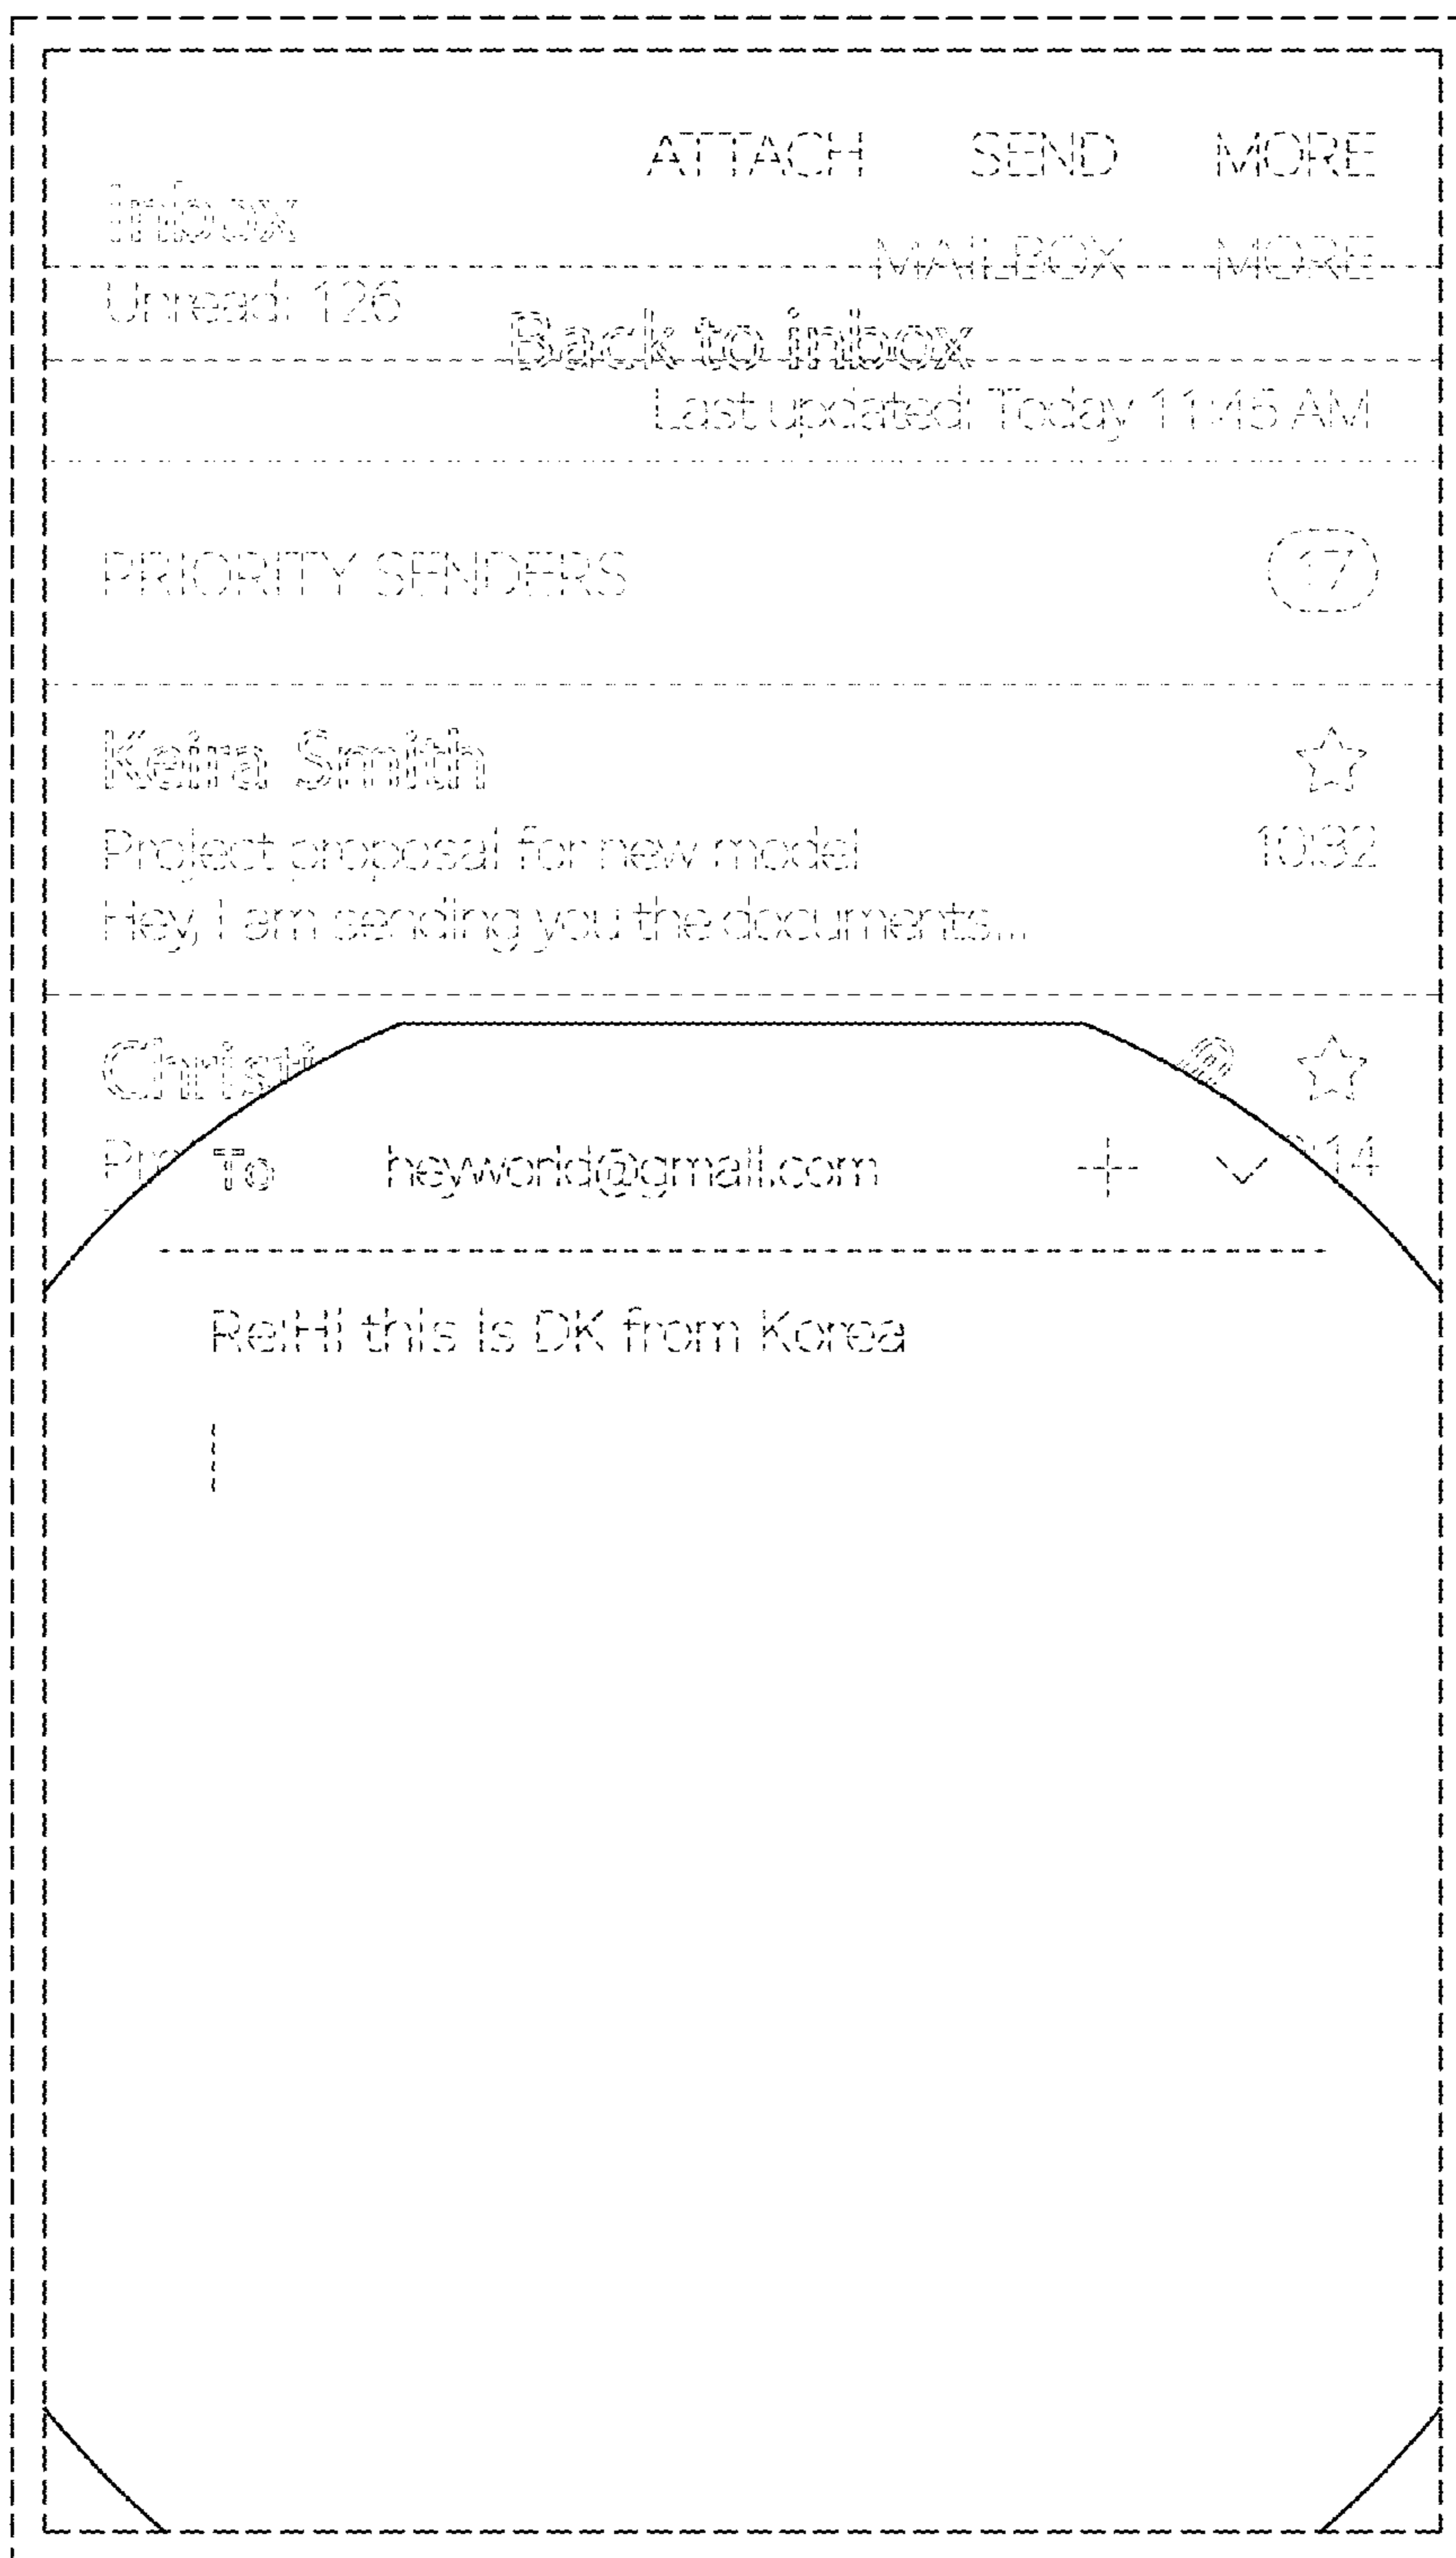 ATTACH SEND MORE
Inbox
MAILBOX MORE
Unread: 126
Back to inbox
Last updated: Today 11:45 AM
PRIORITY SENDERS 17
Keira Smith
Project proposal for new model 10:32
Hey, I am sending you the documents...
Christi
To heyworld@gmail.com
Re:Hi this is DK from Korea